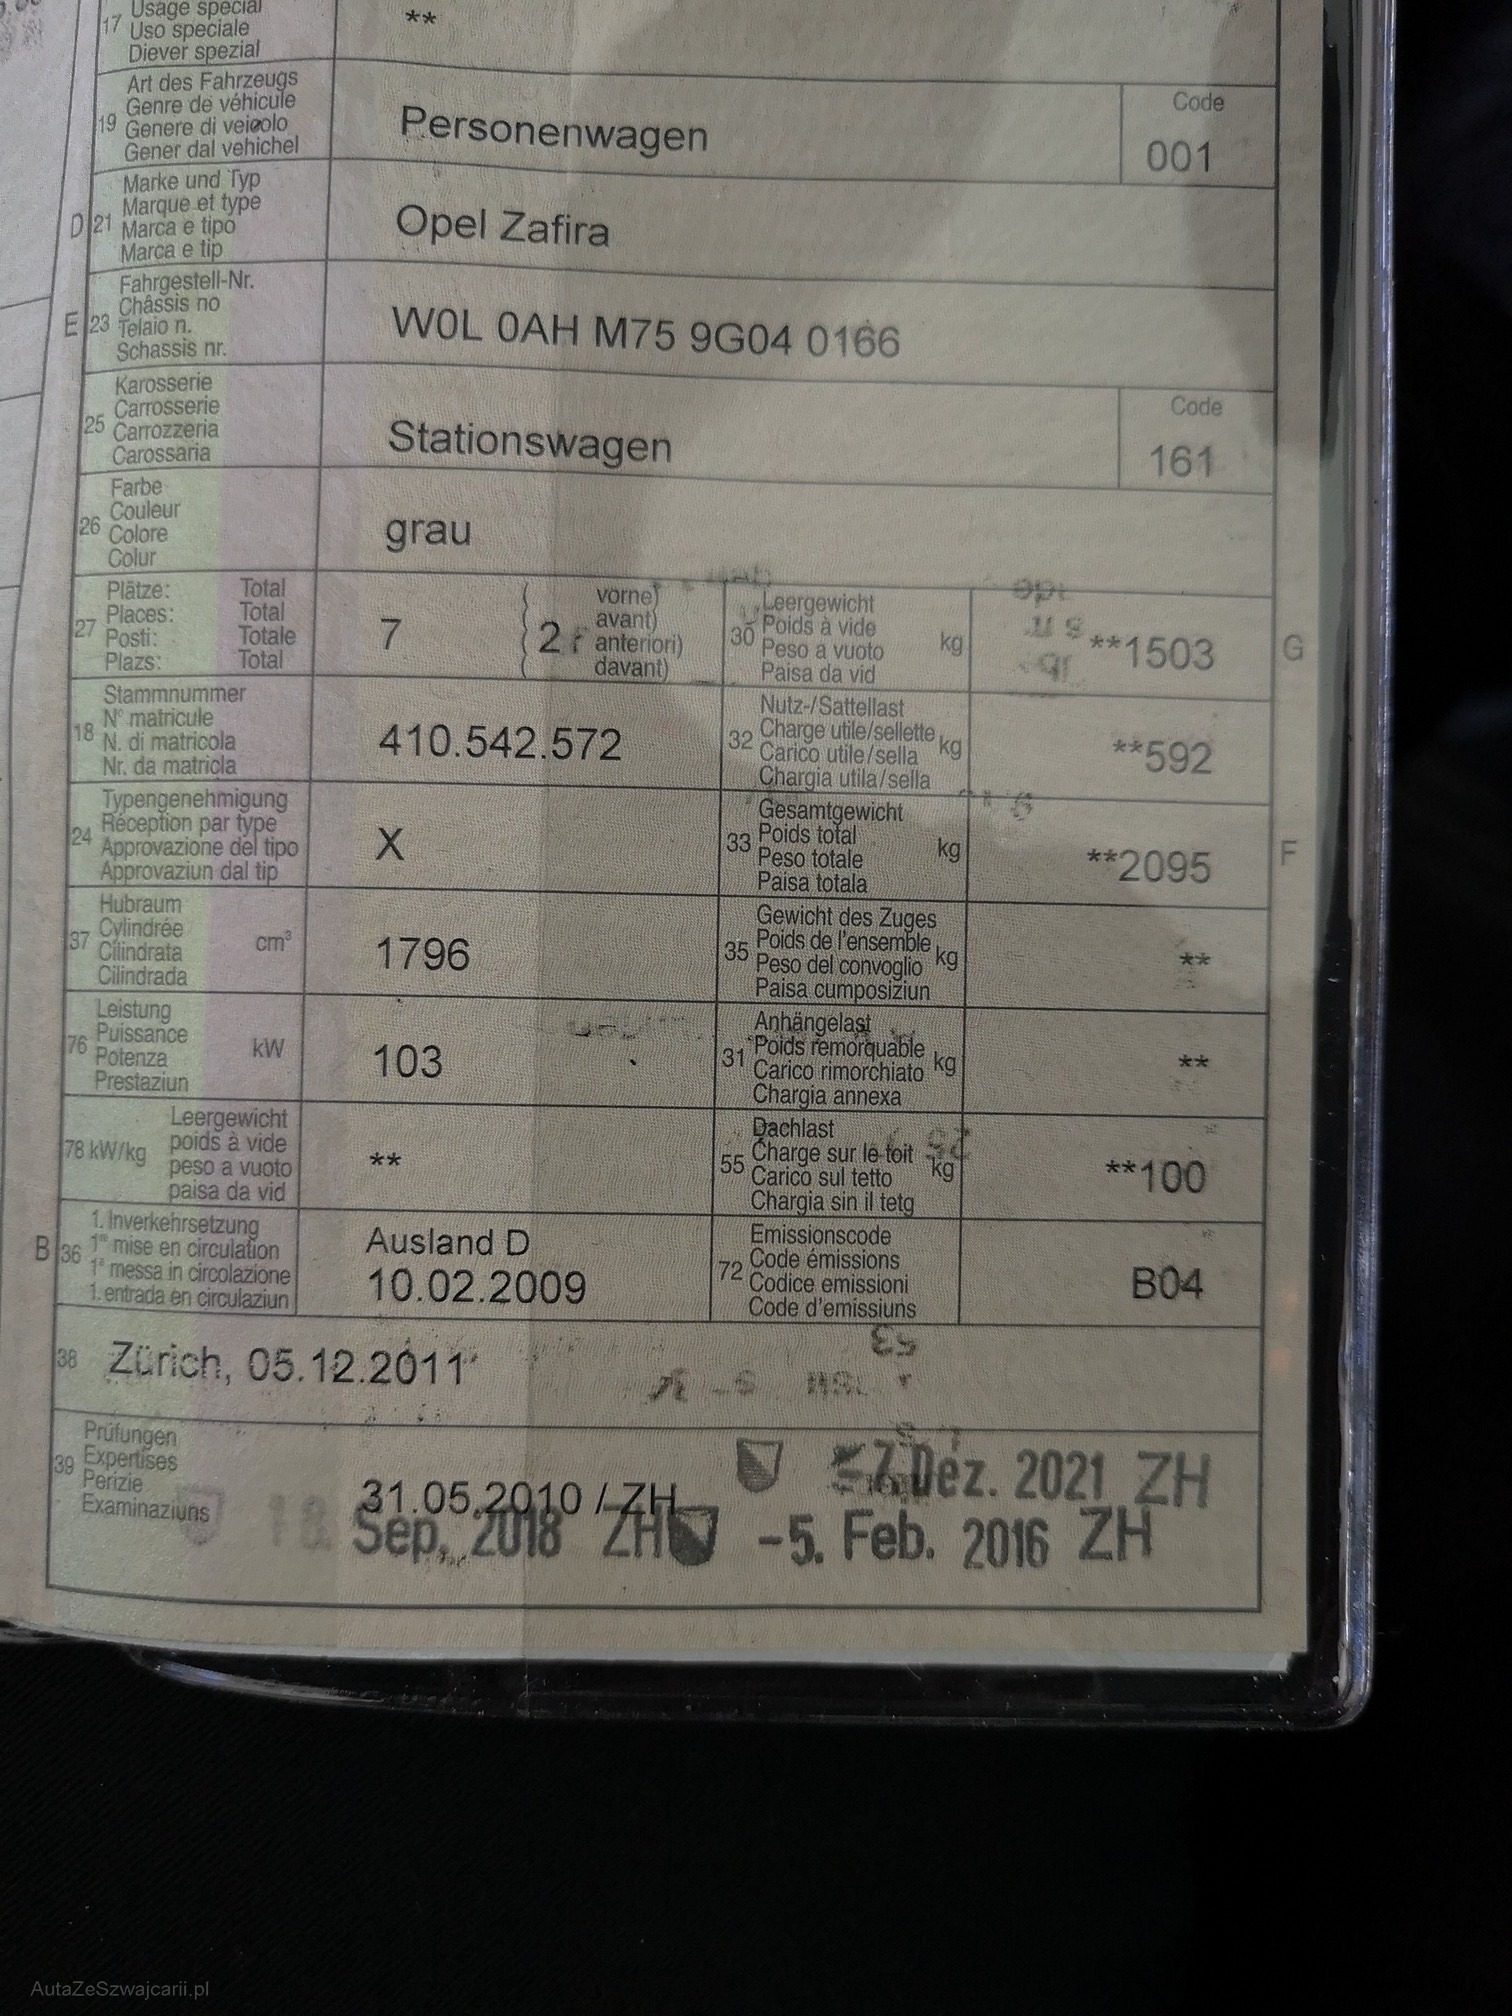 Usage special
17 Uso speciale **
Diever spezial
Art des Fahrzeugs
Genre de véhicule Code
19 Genere di veicolo Personenwagen 001
Gener dal vehichel
Marke und Typ
Marque et type
D 21 Marca e tipo Opel Zafira
Marca e tip
Fahrgestell-Nr.
Châssis no
E 23 Telaio n. W0L 0AH M75 9G04 0166
Schassis nr.
Karosserie
Carrosserie Code
25 Carrozzeria Stationswagen 161
Carossaria
Farbe
Couleur
26 Colore grau
Colur
Plätze: Total
Places: Total
27 Posti: Totale 7 2
Plazs: Total
vorne)
avant)
anteriori)
davant)
Leergewicht
Poids à vide
30 Peso a vuoto kg **1503 G
Paisa da vid
Stammnummer
N° matricule
18 N. di matricola 410.542.572
Nr. da matricla
Nutz-/Sattellast
Charge utile/sellette
32 Carico utile/sella kg **592
Chargia utila/sella
Typengenehmigung
Réception par type
24 Approvazione del tipo X
Approvaziun dal tip
Gesamtgewicht
Poids total
33 Peso totale kg **2095 F
Paisa totala
Hubraum
Cylindrée
37 Cilindrata cm³ 1796
Cilindrada
Gewicht des Zuges
Poids de l'ensemble
35 Peso del convoglio kg **
Paisa cumposiziun
Leistung
Puissance
76 Potenza kW 103
Prestaziun
Anhängelast
Poids remorquable
31 Carico rimorchiato kg **
Chargia annexa
Leergewicht
78 kW/kg poids à vide
peso a vuoto **
paisa da vid
Dachlast
Charge sur le toit
55 Carico sul tetto kg **100
Chargia sin il tetg
1. Inverkehrsetzung
B 36 1re mise en circulation Ausland D
1a messa in circolazione 10.02.2009
1. entrada en circulaziun
Emissionscode
72 Code émissions
Codice emissioni B04
Code d'emissiuns
38 Zürich, 05.12.2011
Prüfungen
39 Expertises
Perizie
Examinaziuns
-7. Dez. 2021 ZH
31.05.2010 / ZH
Sep. 2018 ZH -5. Feb. 2016 ZH
AutaZeSzwajcarii.pl